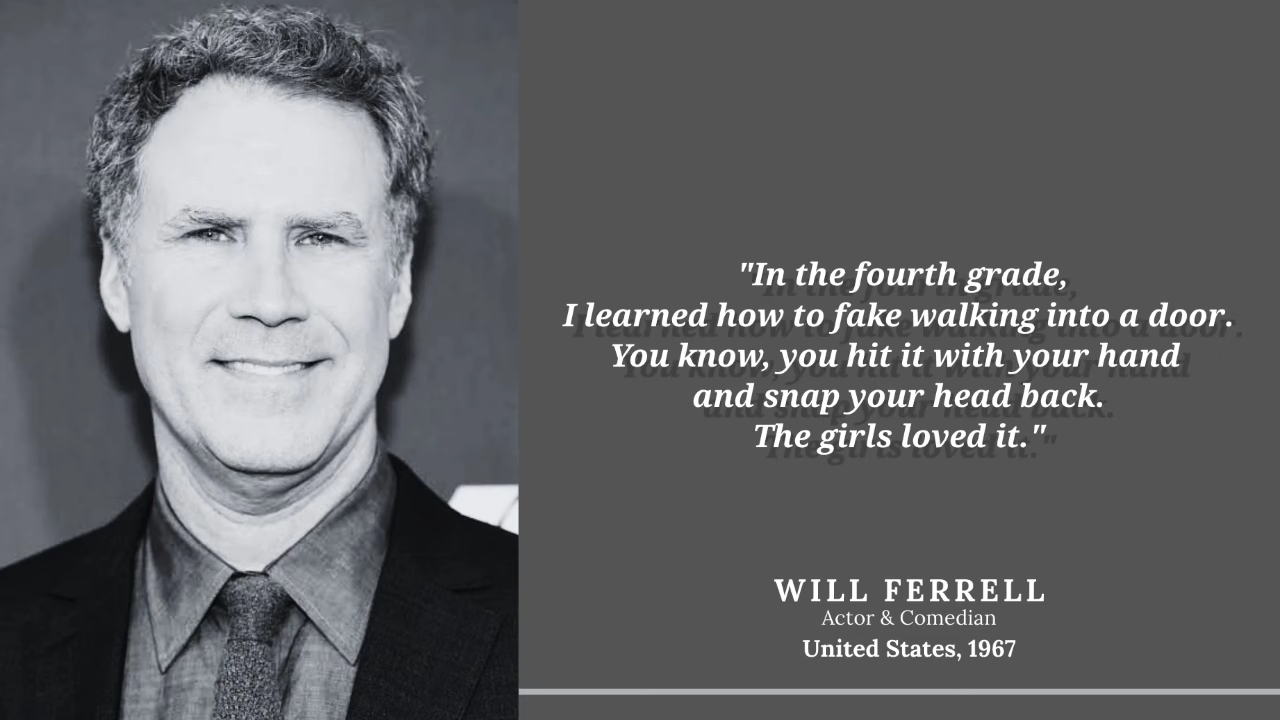 "In the fourth grade,
I learned how to fake walking into a door.
You know, you hit it with your hand
and snap your head back.
The girls loved it."
WILL FERRELL
Actor & Comedian
United States, 1967